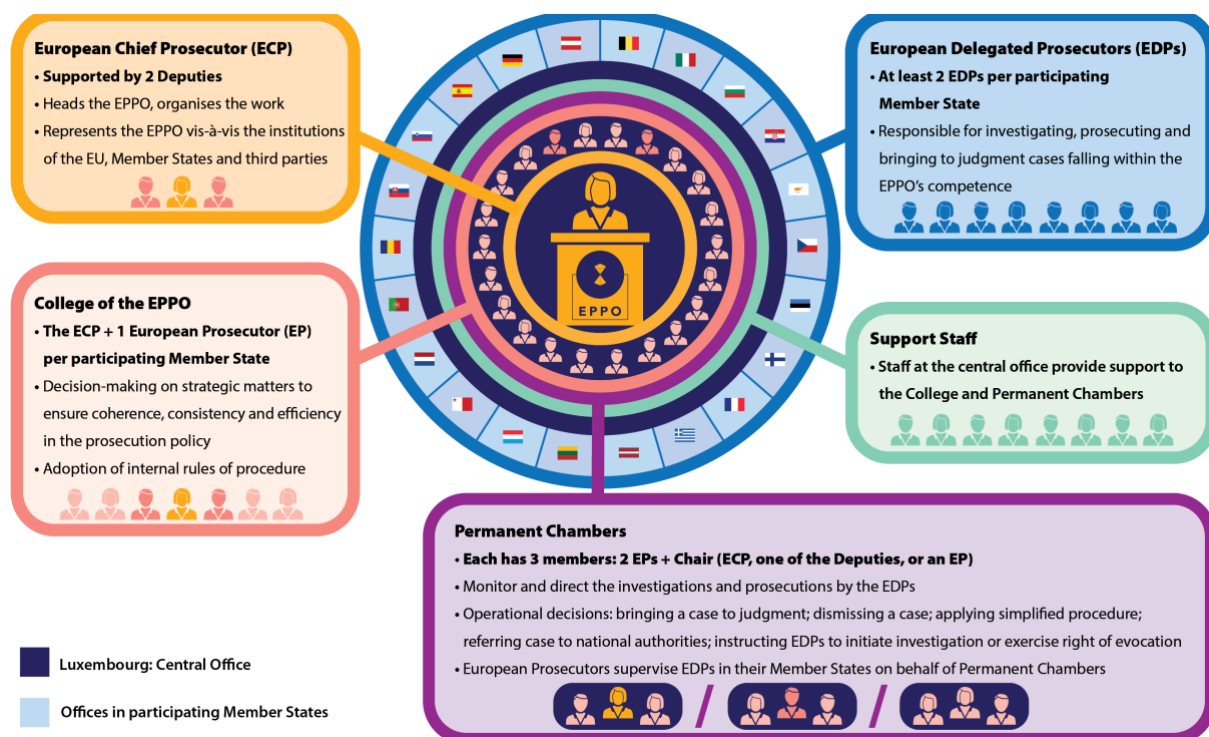 European Chief Prosecutor (ECP)
• Supported by 2 Deputies
• Heads the EPPO, organises the work
• Represents the EPPO vis-à-vis the institutions
of the EU, Member States and third parties
College of the EPPO
• The ECP + 1 European Prosecutor (EP)
per participating Member State
• Decision-making on strategic matters to
ensure coherence, consistency and efficiency
in the prosecution policy
• Adoption of internal rules of procedure
EPPO
European Delegated Prosecutors (EDPs)
• At least 2 EDPs per participating
Member State
• Responsible for investigating, prosecuting and
bringing to judgment cases falling within the
EPPO's competence
Support Staff
• Staff at the central office provide support to
the College and Permanent Chambers
Permanent Chambers
• Each has 3 members: 2 EPs + Chair (ECP, one of the Deputies, or an EP)
• Monitor and direct the investigations and prosecutions by the EDPs
• Operational decisions: bringing a case to judgment; dismissing a case; applying simplified procedure;
referring case to national authorities; instructing EDPs to initiate investigation or exercise right of evocation
• European Prosecutors supervise EDPs in their Member States on behalf of Permanent Chambers
/ /
Luxembourg: Central Office
Offices in participating Member States